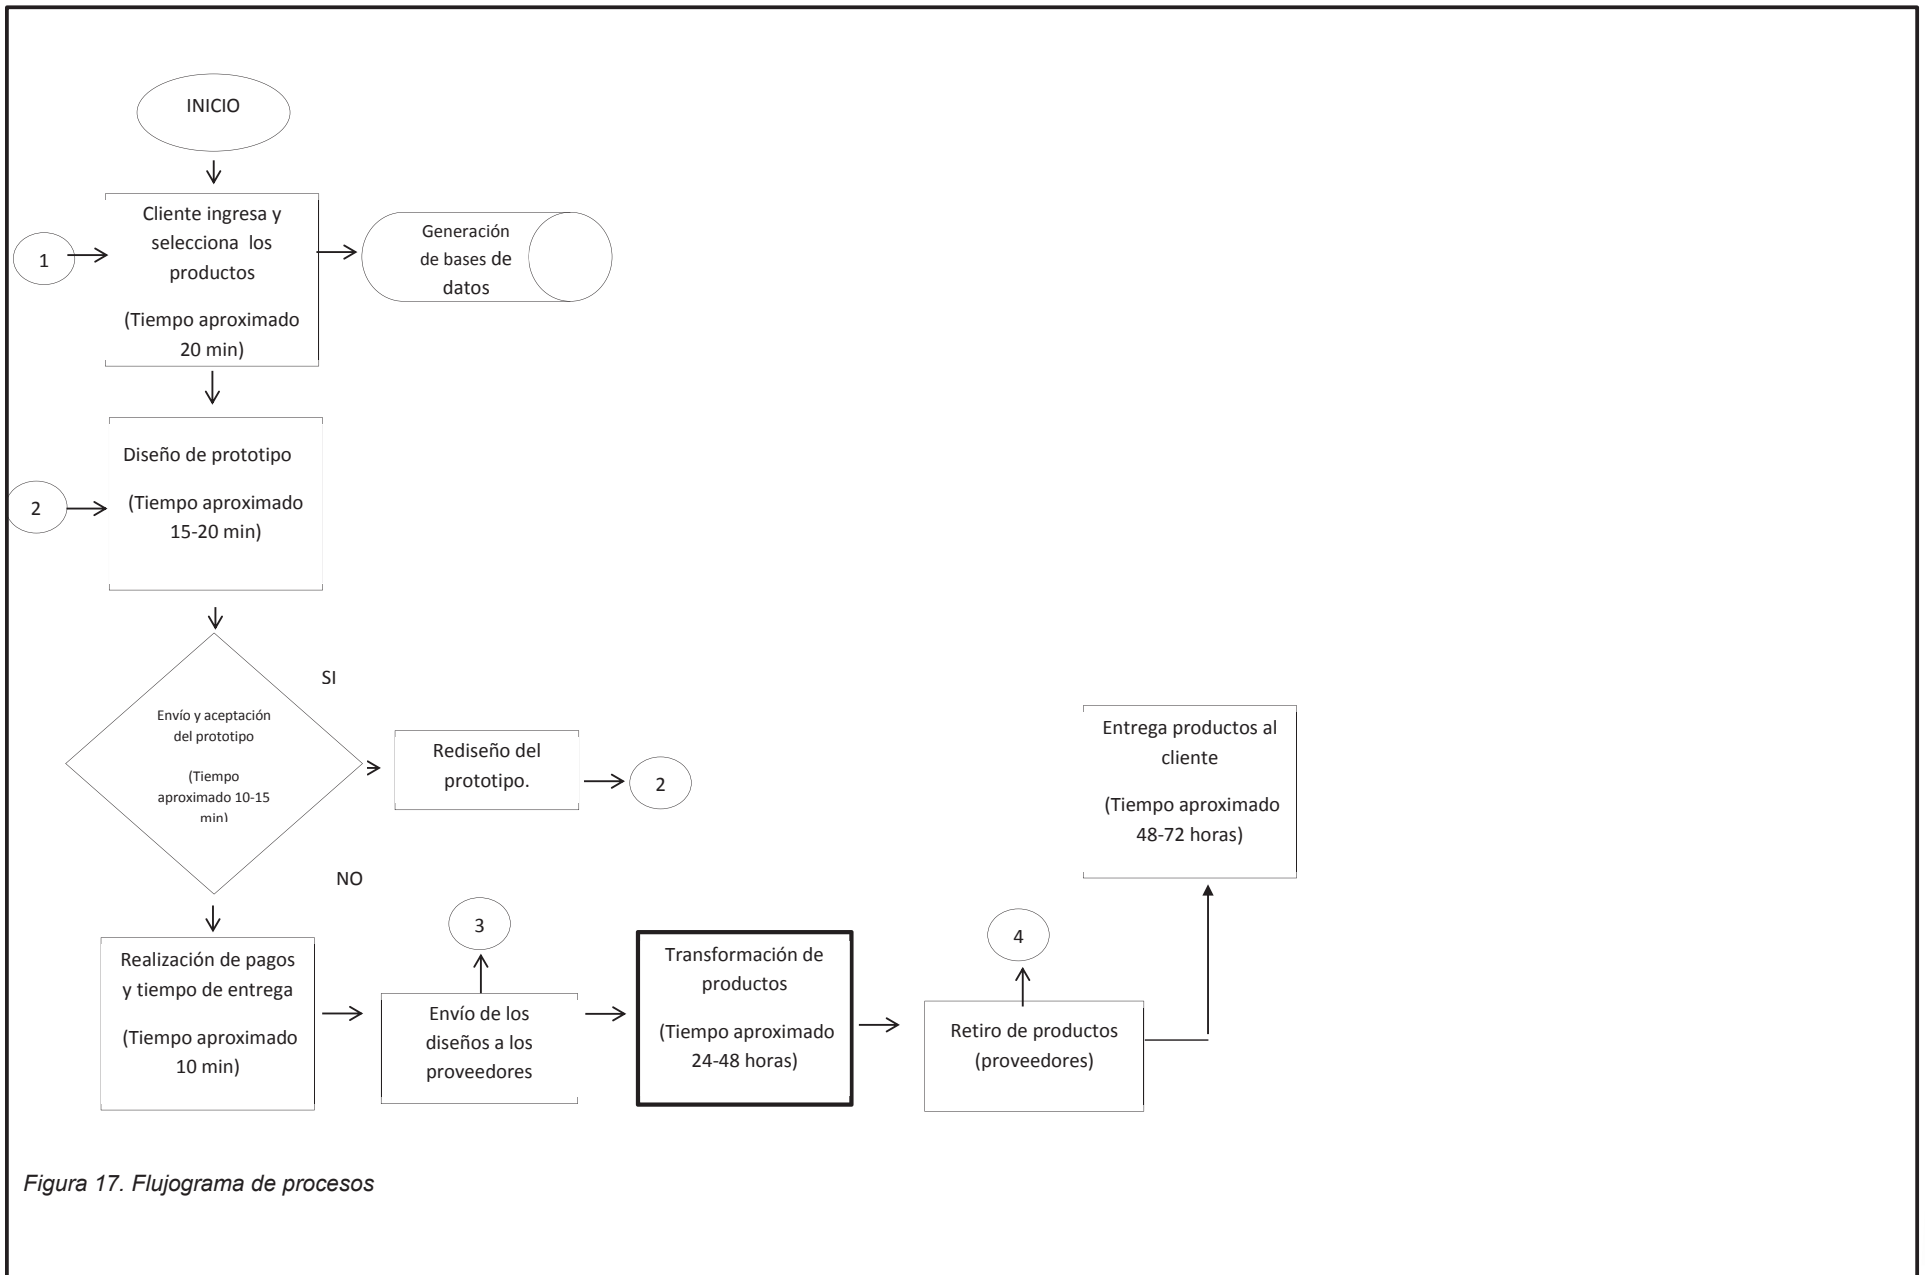 INICIO
Cliente ingresa y
selecciona los
productos
(Tiempo aproximado
20 min)
1
Generación
de bases de
datos
Diseño de prototipo
(Tiempo aproximado
15-20 min)
2
SI
Envío y aceptación
del prototipo
(Tiempo
aproximado 10-15
min)
Rediseño del
prototipo.
2
NO
Realización de pagos
y tiempo de entrega
(Tiempo aproximado
10 min)
3
Envío de los
diseños a los
proveedores
Transformación de
productos
(Tiempo aproximado
24-48 horas)
4
Retiro de productos
(proveedores)
Entrega productos al
cliente
(Tiempo aproximado
48-72 horas)
Figura 17. Flujograma de procesos